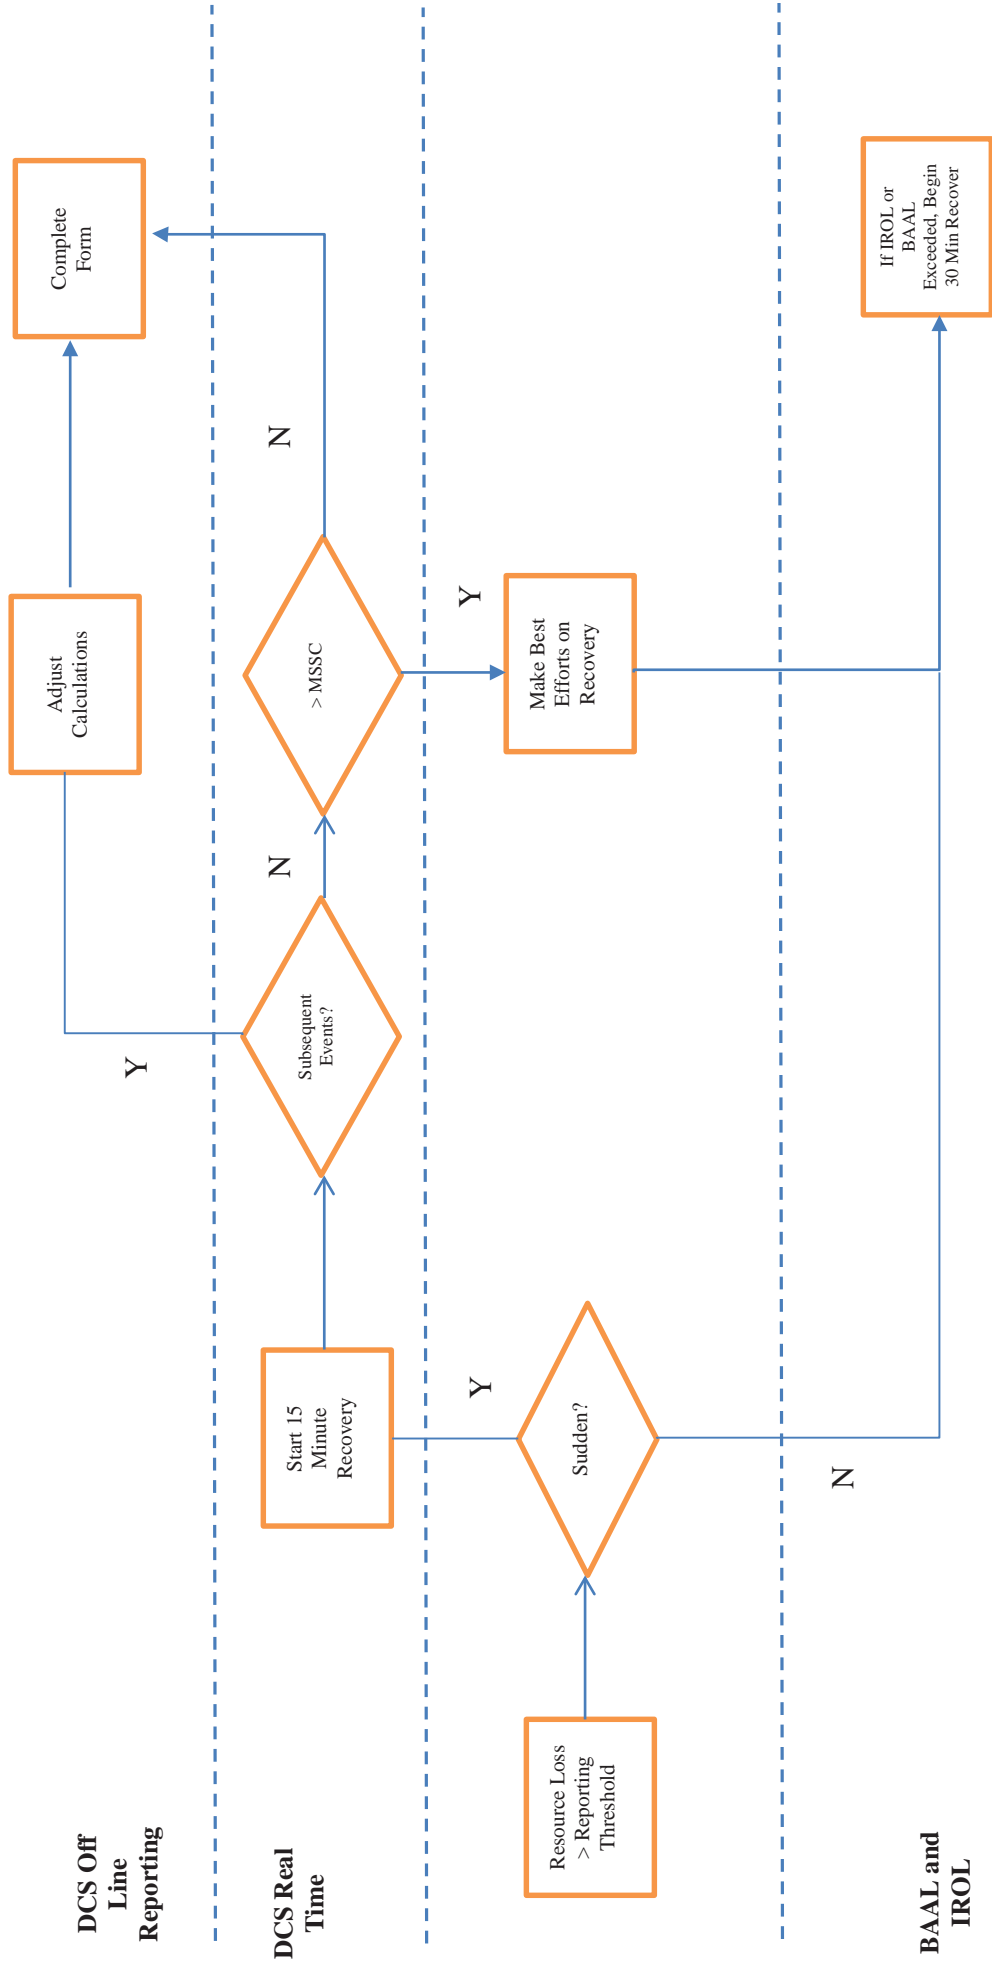 DCS Off
Line
Reporting
Adjust
Calculations
Complete
Form
Y
DCS Real
Time
Start 15
Minute
Recovery
Subsequent
Events?
N
> MSSC
N
Y
Y
Resource Loss
> Reporting
Threshold
Sudden?
Make Best
Efforts on
Recovery
N
BAAL and
IROL
If IROL or
BAAL
Exceeded, Begin
30 Min Recover